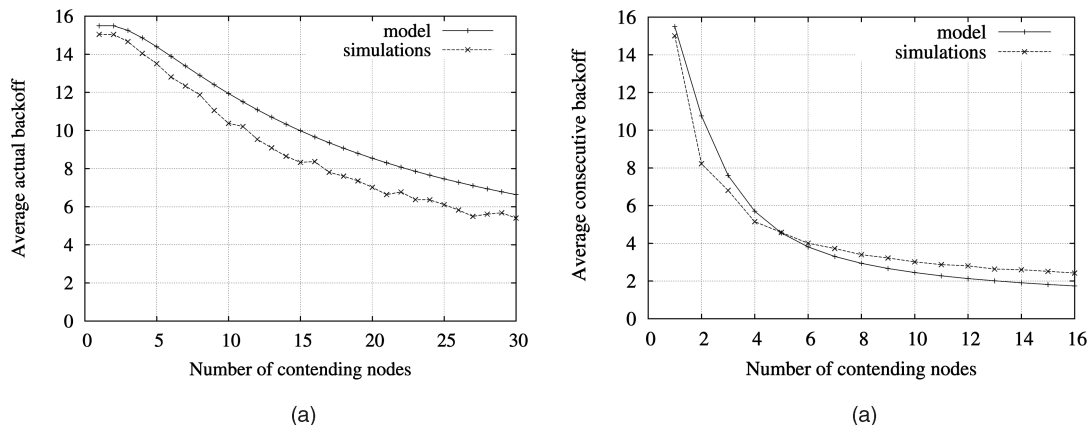 Average actual backoff
16
14
12
10
8
6
4
2
0
model
simulations
0 5 10 15 20 25 30
Number of contending nodes
(a)
Average consecutive backoff
16
14
12
10
8
6
4
2
0
model
simulations
0 2 4 6 8 10 12 14 16
Number of contending nodes
(a)